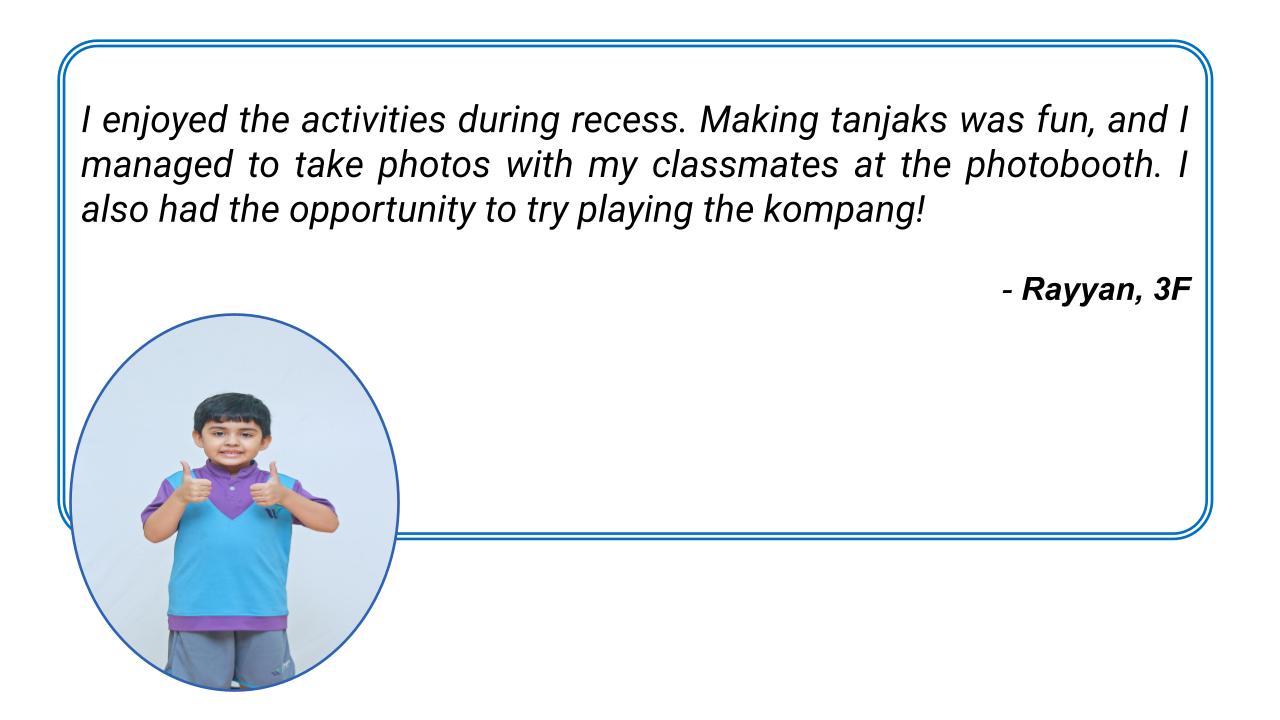 I enjoyed the activities during recess. Making tanjaks was fun, and I
managed to take photos with my classmates at the photobooth. I
also had the opportunity to try playing the kompang!
- Rayyan, 3F